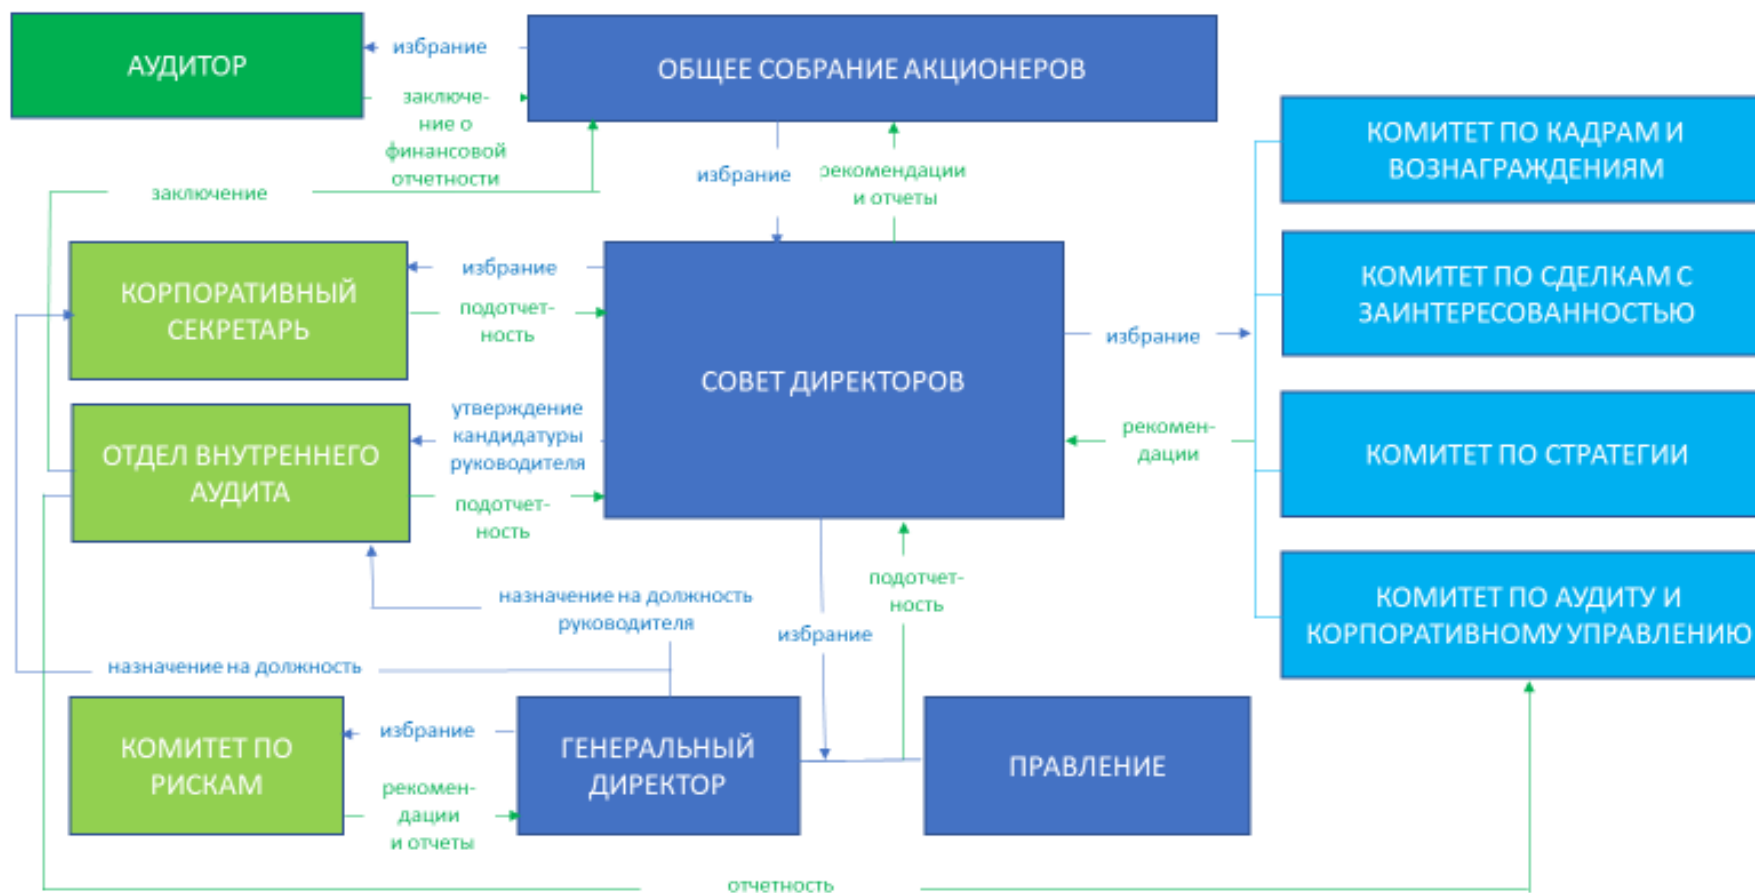 АУДИТОР
избрание
ОБЩЕЕ СОБРАНИЕ АКЦИОНЕРОВ
заключе-
ние о
финансовой
отчетности
КОМИТЕТ ПО КАДРАМ И
ВОЗНАГРАЖДЕНИЯМ
заключение
избрание
рекомендации
и отчеты
КОРПОРАТИВНЫЙ
СЕКРЕТАРЬ
избрание
подотчет-
ность
СОВЕТ ДИРЕКТОРОВ
избрание
КОМИТЕТ ПО СДЕЛКАМ С
ЗАИНТЕРЕСОВАННОСТЬЮ
ОТДЕЛ ВНУТРЕННЕГО
АУДИТА
утверждение
кандидатуры
руководителя
подотчет-
ность
рекомен-
дации
КОМИТЕТ ПО СТРАТЕГИИ
назначение на должность
руководителя
избрание
подотчет-
ность
КОМИТЕТ ПО АУДИТУ И
КОРПОРАТИВНОМУ УПРАВЛЕНИЮ
назначение на должность
КОМИТЕТ ПО
РИСКАМ
избрание
рекомен-
дации
и отчеты
ГЕНЕРАЛЬНЫЙ
ДИРЕКТОР
ПРАВЛЕНИЕ
отчетность